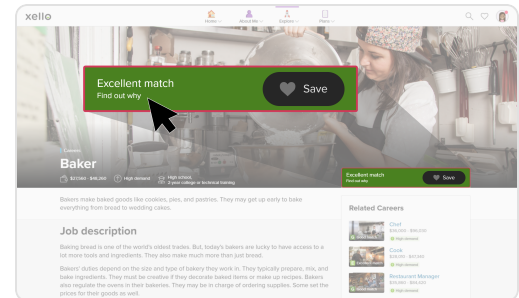 xello
Home
About Me
Explore
Plans
Excellent match
Find out why
Save
Careers
Baker
High demand
High school,
2-year college or technical training
Excellent match
Find out why
Save
Bakers make baked goods like cookies, pies, and pastries. They may get up early to bake
everything from bread to wedding cakes.
Job description
Baking bread is one of the world's oldest trades. But, today's bakers are lucky to have access to a
lot more tools and ingredients. They also make much more than just bread.
Bakers' duties depend on the size and type of bakery they work in. They typically prepare, mix, and
bake ingredients. They must be creative if they decorate baked items or make up recipes. Bakers
also regulate the ovens in their bakeries. They may be in charge of ordering supplies. Some set the
prices for their goods as well.
Related Careers
Chef
High demand
Cook
High demand
Restaurant Manager
High demand